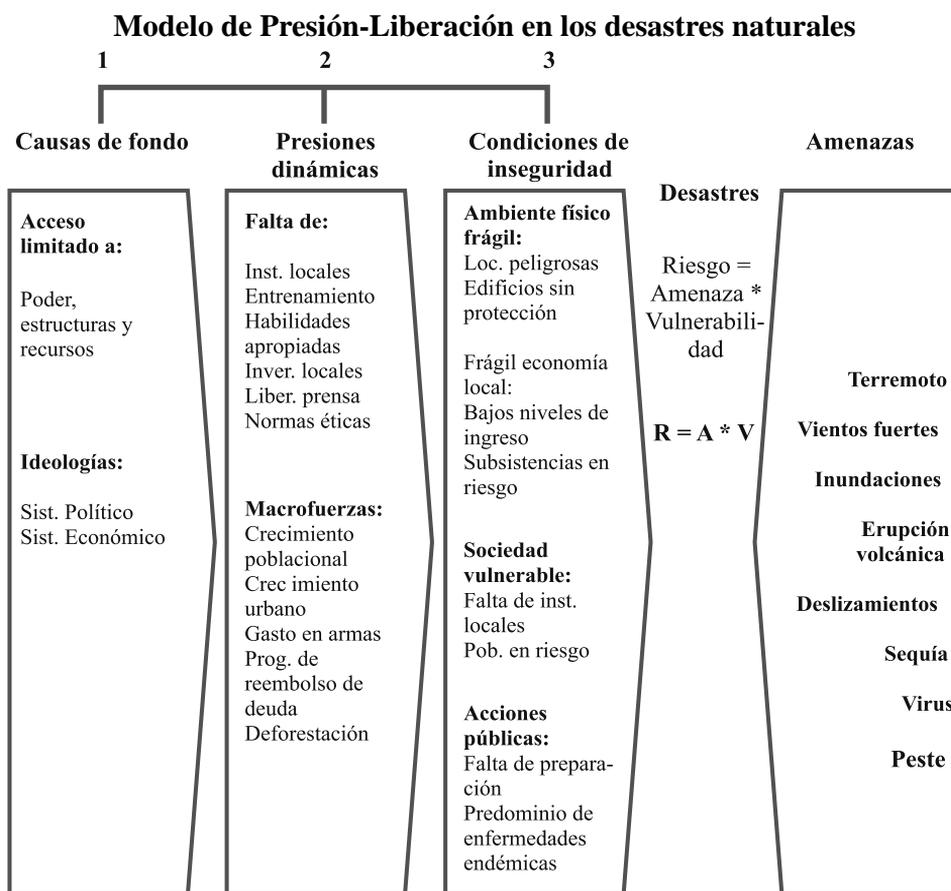 Modelo de Presión-Liberación en los desastres naturales
1
2
3
Causas de fondo
Acceso
limitado a:
Poder,
estructuras y
recursos
Ideologías:
Sist. Político
Sist. Económico
Presiones
dinámicas
Falta de:
Inst. locales
Entrenamiento
Habilidades
apropiadas
Inver. locales
Liber. prensa
Normas éticas
Macrofuerzas:
Crecimiento
poblacional
Crec imiento
urbano
Gasto en armas
Prog. de
reembolso de
deuda
Deforestación
Condiciones de
inseguridad
Ambiente físico
frágil:
Loc. peligrosas
Edificios sin
protección
Frágil economía
local:
Bajos niveles de
ingreso
Subsistencias en
riesgo
Sociedad
vulnerable:
Falta de inst.
locales
Pob. en riesgo
Acciones
públicas:
Falta de prepara-
ción
Predominio de
enfermedades
endémicas
Desastres
Riesgo =
Amenaza *
Vulnerabili-
dad
R = A * V
Amenazas
Terremoto
Vientos fuertes
Inundaciones
Erupción
volcánica
Deslizamientos
Sequía
Virus
Peste